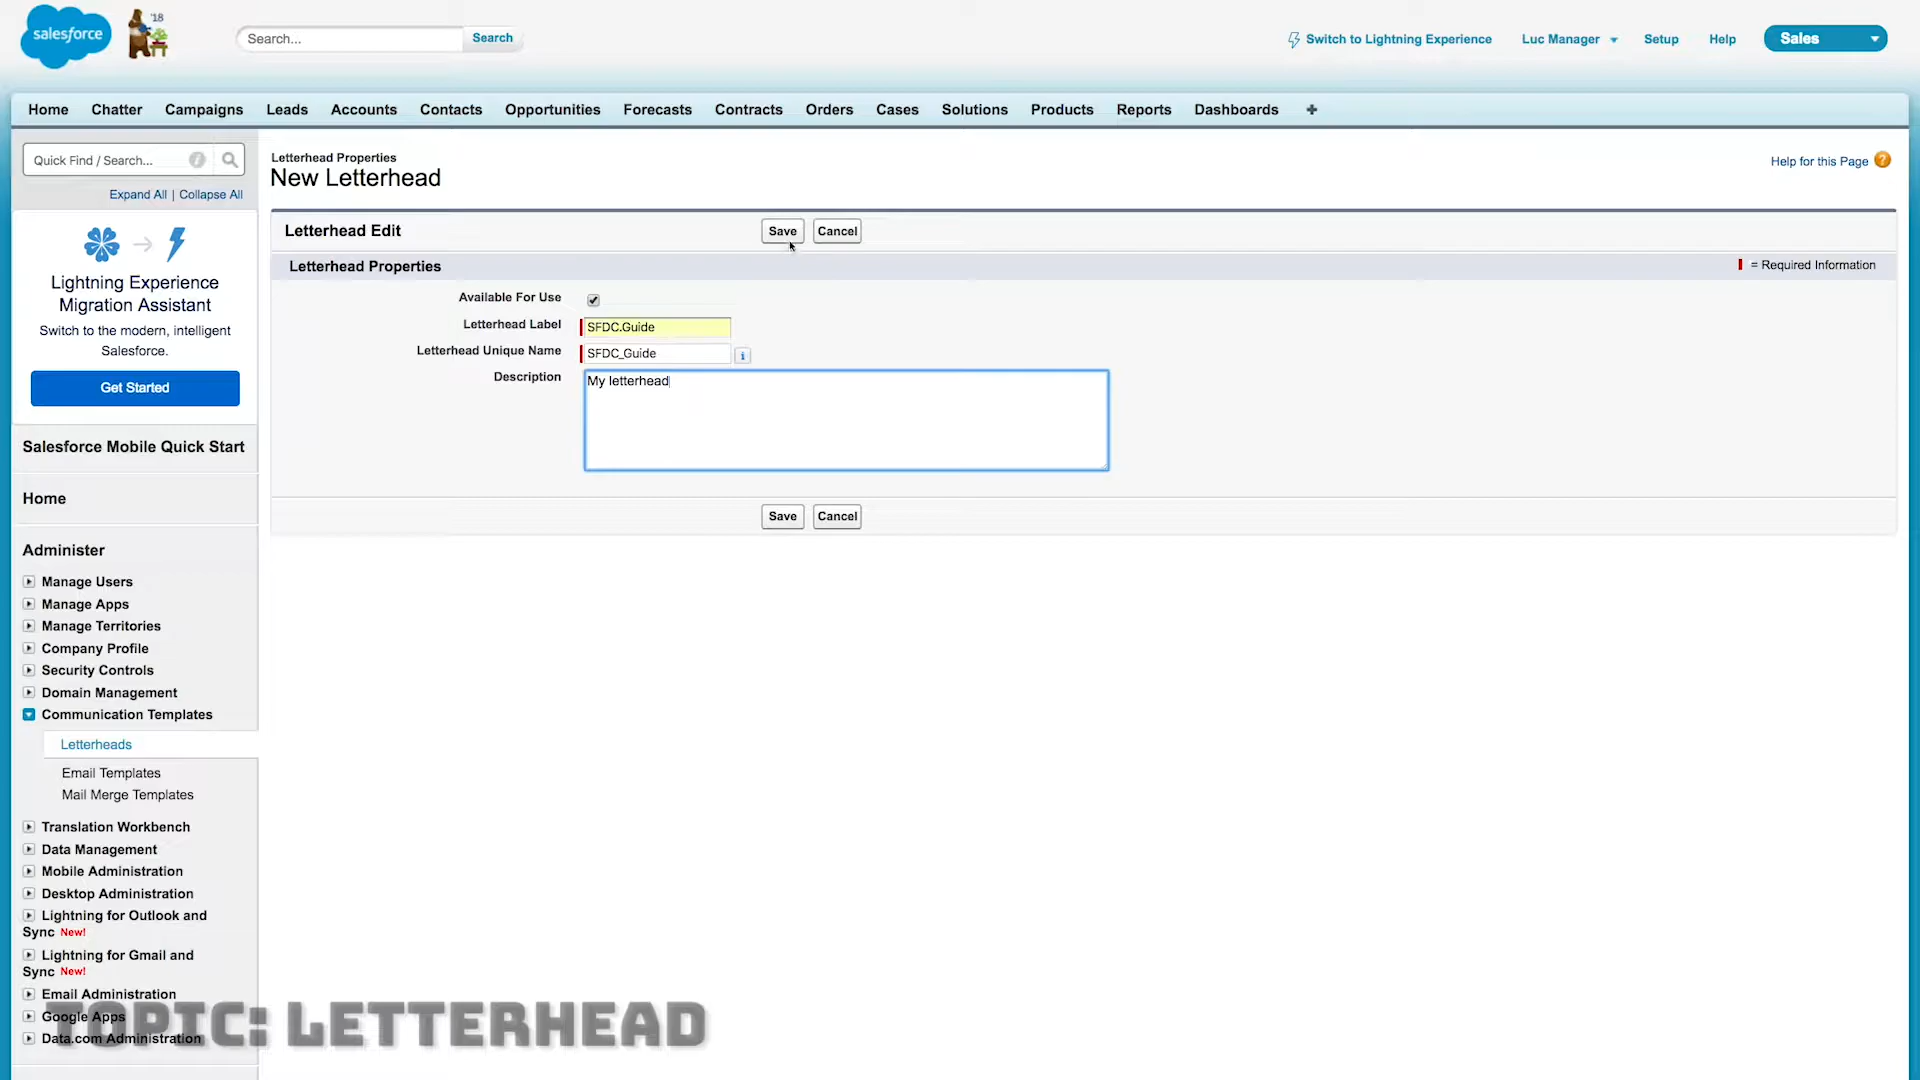 salesforce
'18
Search...
Search
Switch to Lightning Experience
Luc Manager
Setup
Help
Sales
Home
Chatter
Campaigns
Leads
Accounts
Contacts
Opportunities
Forecasts
Contracts
Orders
Cases
Solutions
Products
Reports
Dashboards
+
Quick Find / Search...
i
Expand All | Collapse All
Lightning Experience
Migration Assistant
Switch to the modern, intelligent
Salesforce.
Get Started
Salesforce Mobile Quick Start
Home
Administer
Manage Users
Manage Apps
Manage Territories
Company Profile
Security Controls
Domain Management
Communication Templates
Letterheads
Email Templates
Mail Merge Templates
Translation Workbench
Data Management
Mobile Administration
Desktop Administration
Lightning for Outlook and
Sync New!
Lightning for Gmail and
Sync New!
Email Administration
Google Apps
Data.com Administration
Letterhead Properties
New Letterhead
Help for this Page ?
Letterhead Edit
Save
Cancel
Letterhead Properties
= Required Information
Available For Use
Letterhead Label
SFDC.Guide
Letterhead Unique Name
SFDC_Guide
i
Description
My letterhead
Save
Cancel
TOPIC: LETTERHEAD